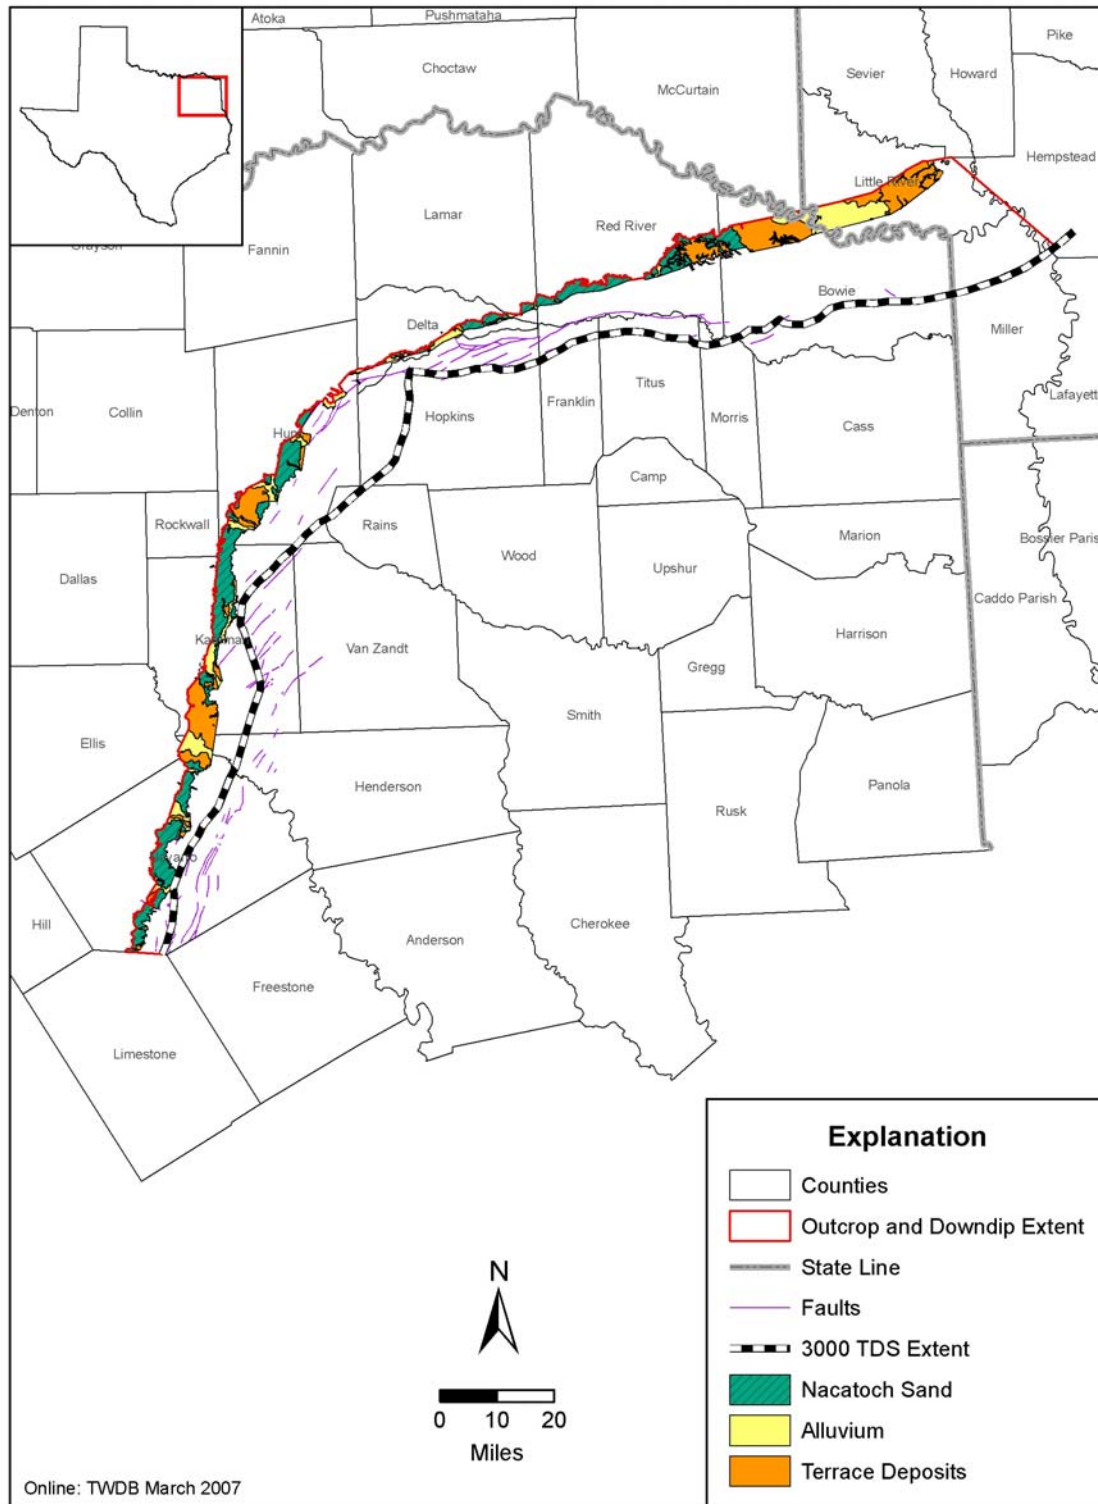 Atoka
Pushmataha
Choctaw
McCurtain
Sevier
Howard
Pike
Hempstead
Little River
Lamar
Red River
Fannin
Bowie
Miller
Delta
Lafayette
Denton
Collin
Hopkins
Franklin
Titus
Morris
Cass
Camp
Rockwall
Rains
Wood
Upshur
Marion
Bossier Paris
Dallas
Caddo Parish
Van Zandt
Gregg
Harrison
Smith
Ellis
Henderson
Rusk
Panola
Hill
Anderson
Cherokee
Freestone
Limestone
Explanation
Counties
Outcrop and Downdip Extent
State Line
Faults
3000 TDS Extent
Nacatoch Sand
Alluvium
Terrace Deposits
N
0 10 20
Miles
Online: TWDB March 2007